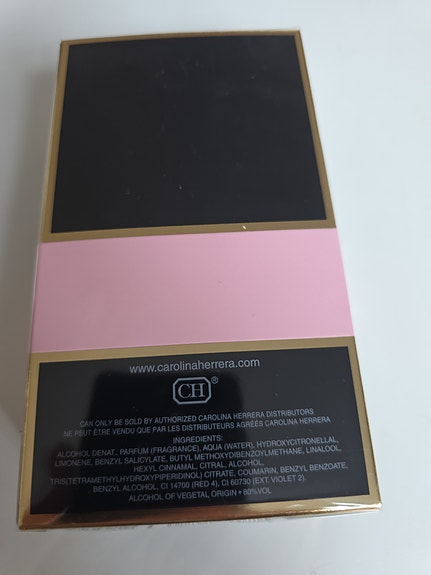 www.carolinaherrera.com
CH®
CAN ONLY BE SOLD BY AUTHORIZED CAROLINA HERRERA DISTRIBUTORS
NE PEUT ÊTRE VENDU QUE PAR LES DISTRIBUTEURS AGRÉÉS CAROLINA HERRERA
INGREDIENTS:
ALCOHOL DENAT., PARFUM (FRAGRANCE), AQUA (WATER), HYDROXYCITRONELLAL,
LIMONENE, BENZYL SALICYLATE, BUTYL METHOXYDIBENZOYLMETHANE, LINALOOL,
HEXYL CINNAMAL, CITRAL, ALCOHOL,
TRIS(TETRAMETHYLHYDROXYPIPERIDINOL) CITRATE, COUMARIN, BENZYL BENZOATE,
BENZYL ALCOHOL, CI 14700 (RED 4), CI 60730 (EXT. VIOLET 2).
ALCOHOL OF VEGETAL ORIGIN • 80%VOL